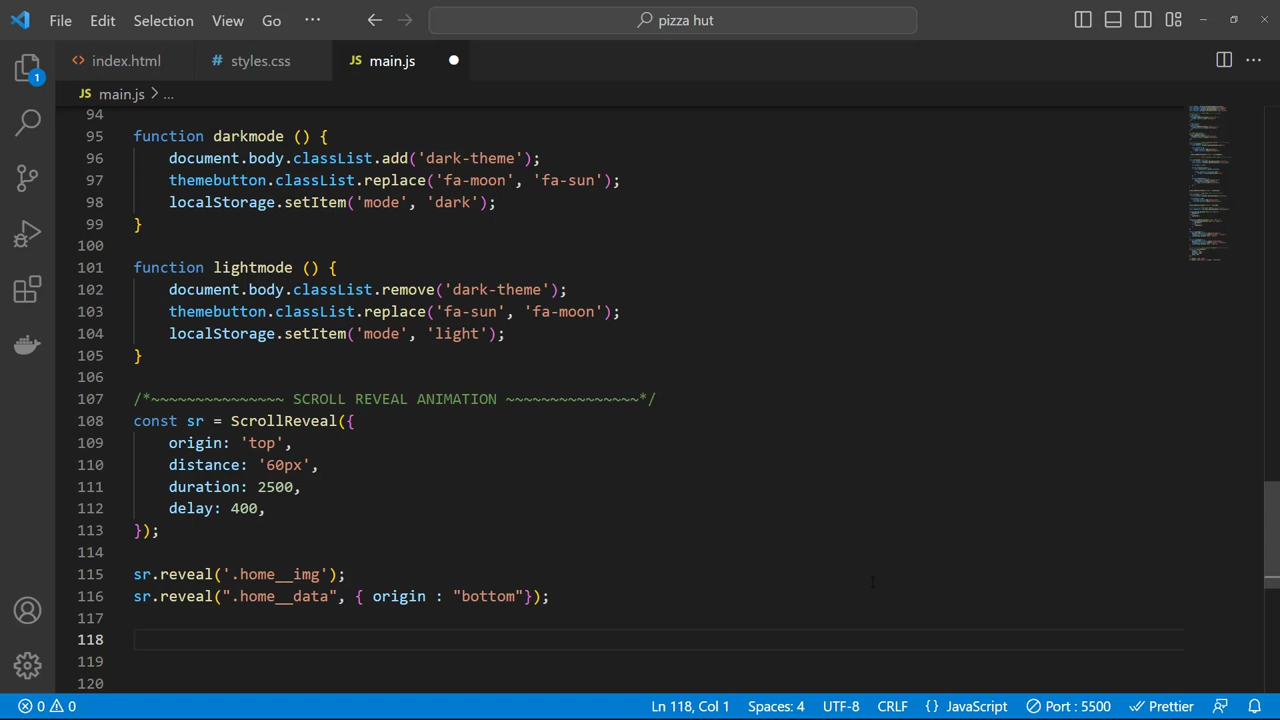 File Edit Selection View Go ··· pizza hut
index.html styles.css JS main.js
JS main.js > ...
1
94
95 function darkmode () {
96 document.body.classList.add('dark-theme');
97 themebutton.classList.replace('fa-moon', 'fa-sun');
98 localStorage.setItem('mode', 'dark');
99 }
100
101 function lightmode () {
102 document.body.classList.remove('dark-theme');
103 themebutton.classList.replace('fa-sun', 'fa-moon');
104 localStorage.setItem('mode', 'light');
105 }
106
107 /*~~~~~~~~~~~~~~~ SCROLL REVEAL ANIMATION ~~~~~~~~~~~~~~~*/
108 const sr = ScrollReveal({
109 origin: 'top',
110 distance: '60px',
111 duration: 2500,
112 delay: 400,
113 });
114
115 sr.reveal('.home__img');
116 sr.reveal(".home__data", { origin : "bottom"});
117
118
119
120
0 0 Ln 118, Col 1 Spaces: 4 UTF-8 CRLF {} JavaScript Port : 5500 Prettier